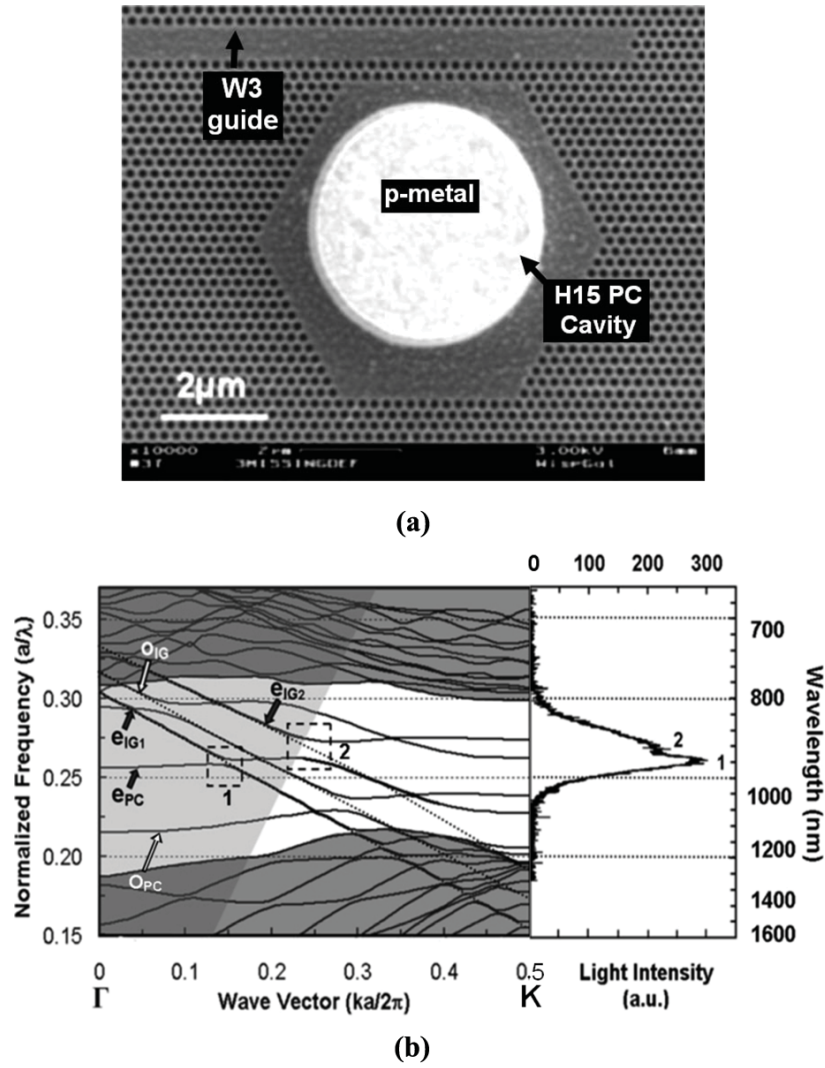 W3
guide
p-metal
H15 PC
Cavity
2μm
x10000 2μm 3.00kV 6mm
#3f 3MISSINGDEF WisrGal
(a)
0 100 200 300
Normalized Frequency (a/λ)
0.35
0.30
0.25
0.20
0.15
O_IG
e_IG2
e_IG1
e_PC
O_PC
1
2
2
1
700
800
900
1000
1200
1400
1600
Wavelength (nm)
0 0.1 0.2 0.3 0.4 0.5
Γ Wave Vector (ka/2π) K
Light Intensity
(a.u.)
(b)